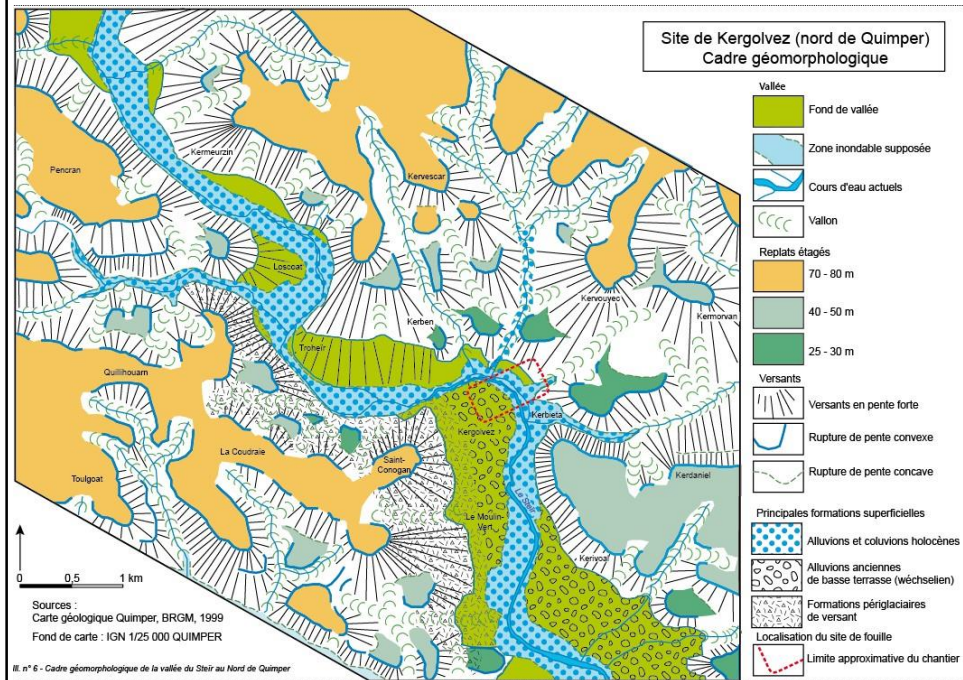 Site de Kergolvez (nord de Quimper)
Cadre géomorphologique
Vallée
Fond de vallée
Zone inondable supposée
Cours d'eau actuels
Vallon
Replats étagés
70 - 80 m
40 - 50 m
25 - 30 m
Versants
Versants en pente forte
Rupture de pente convexe
Rupture de pente concave
Principales formations superficielles
Alluvions et coluvions holocènes
Alluvions anciennes
de basse terrasse (wéchselien)
Formations périglaciaires
de versant
Localisation du site de fouille
Limite approximative du chantier
Kermeurzin
Pencran
Kervescar
Loscoat
Kervouyec
Kermorvan
Kerben
Troheïr
Quilihouarn
Kerbieta
Kergolvez
La Coudraie
Saint-
Conogan
Kerdaniel
Toulgoat
Le Steïr
Le Moulin-
Vert
Kerivoal
0 0,5 1 km
Sources :
Carte géologique Quimper, BRGM, 1999
Fond de carte : IGN 1/25 000 QUIMPER
Ill. n° 6 - Cadre géomorphologique de la vallée du Steïr au Nord de Quimper